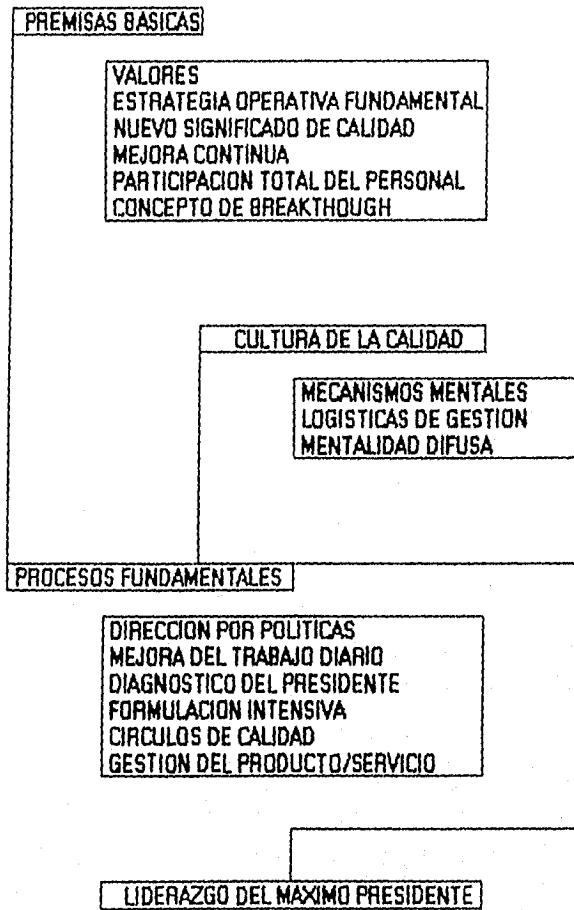 PREMISAS BASICAS
VALORES
ESTRATEGIA OPERATIVA FUNDAMENTAL
NUEVO SIGNIFICADO DE CALIDAD
MEJORA CONTINUA
PARTICIPACION TOTAL DEL PERSONAL
CONCEPTO DE BREAKTHOUGH
CULTURA DE LA CALIDAD
MECANISMOS MENTALES
LOGISTICAS DE GESTION
MENTALIDAD DIFUSA
PROCESOS FUNDAMENTALES
DIRECCION POR POLITICAS
MEJORA DEL TRABAJO DIARIO
DIAGNOSTICO DEL PRESIDENTE
FORMULACION INTENSIVA
CIRCULOS DE CALIDAD
GESTION DEL PRODUCTO/SERVICIO
LIDERAZGO DEL MAXIMO PRESIDENTE